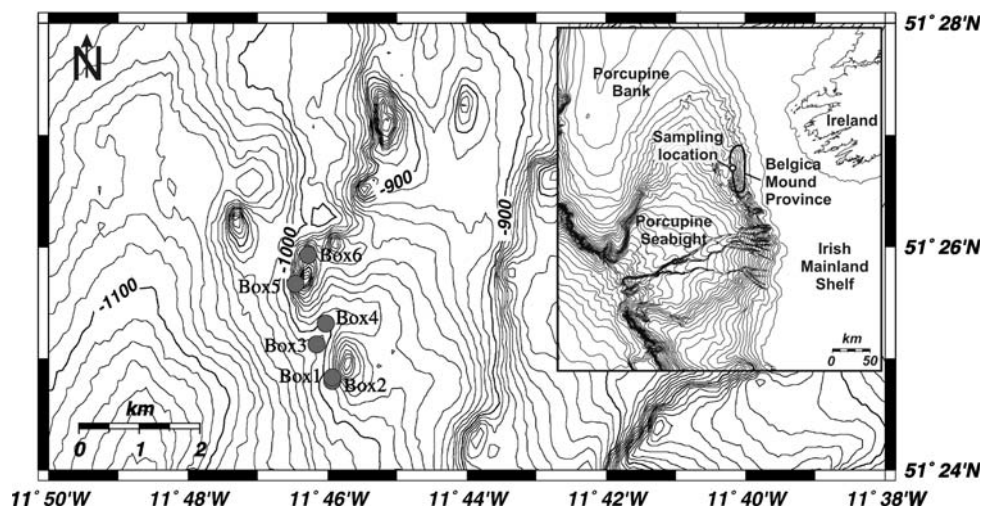 51° 28'N
N
Porcupine
Bank
Ireland
Sampling
location
Belgica
Mound
Province
-900
-900
51° 26'N
Porcupine
Seabight
Irish
Mainland
Shelf
-1000
Box6
Box5
-1100
Box4
Box3
Box1
Box2
km
0 50
km
0 1 2
51° 24'N
11° 50'W 11° 48'W 11° 46'W 11° 44'W 11° 42'W 11° 40'W 11° 38'W